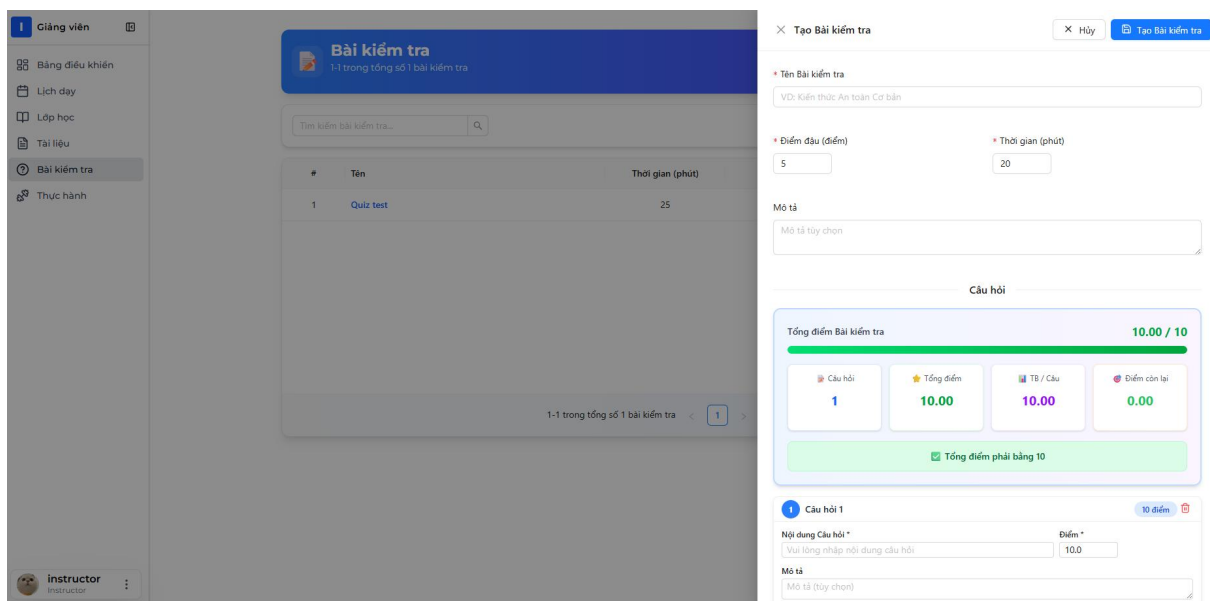 I Giảng viên
Bảng điều khiển
Lịch dạy
Lớp học
Tài liệu
Bài kiểm tra
Thực hành
instructor
Instructor
Bài kiểm tra
1-1 trong tổng số 1 bài kiểm tra
Tìm kiếm bài kiểm tra...
# Tên Thời gian (phút)
1 Quiz test 25
1-1 trong tổng số 1 bài kiểm tra < 1 >
Tạo Bài kiểm tra
Hủy
Tạo Bài kiểm tra
* Tên Bài kiểm tra
VD: Kiến thức An toàn Cơ bản
* Điểm đậu (điểm) * Thời gian (phút)
5 20
Mô tả
Mô tả tùy chọn
Câu hỏi
Tổng điểm Bài kiểm tra 10.00 / 10
Câu hỏi Tổng điểm TB / Câu Điểm còn lại
1 10.00 10.00 0.00
Tổng điểm phải bằng 10
1 Câu hỏi 1 10 điểm
Nội dung Câu hỏi * Điểm *
Vui lòng nhập nội dung câu hỏi 10.0
Mô tả
Mô tả (tùy chọn)